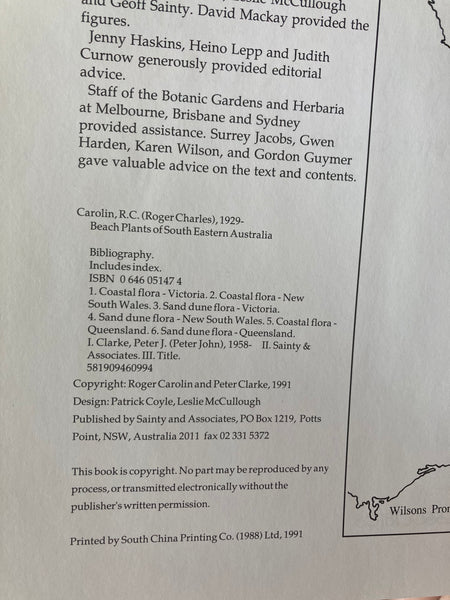 McCullough
and Geoff Sainty. David Mackay provided the
figures.
Jenny Haskins, Heino Lepp and Judith
Curnow generously provided editorial
advice.
Staff of the Botanic Gardens and Herbaria
at Melbourne, Brisbane and Sydney
provided assistance. Surrey Jacobs, Gwen
Harden, Karen Wilson, and Gordon Guymer
gave valuable advice on the text and contents.
Carolin, R.C. (Roger Charles), 1929-
Beach Plants of South Eastern Australia
Bibliography.
Includes index.
ISBN 0 646 05147 4
1. Coastal flora - Victoria. 2. Coastal flora - New
South Wales. 3. Sand dune flora - Victoria.
4. Sand dune flora - New South Wales. 5. Coastal flora -
Queensland. 6. Sand dune flora - Queensland.
I. Clarke, Peter J. (Peter John), 1958- II. Sainty &
Associates. III. Title.
581909460994
Copyright: Roger Carolin and Peter Clarke, 1991
Design: Patrick Coyle, Leslie McCullough
Published by Sainty and Associates, PO Box 1219, Potts
Point, NSW, Australia 2011 fax 02 331 5372
This book is copyright. No part may be reproduced by any
process, or transmitted electronically without the
publisher's written permission.
Printed by South China Printing Co. (1988) Ltd, 1991
Wilsons Pro